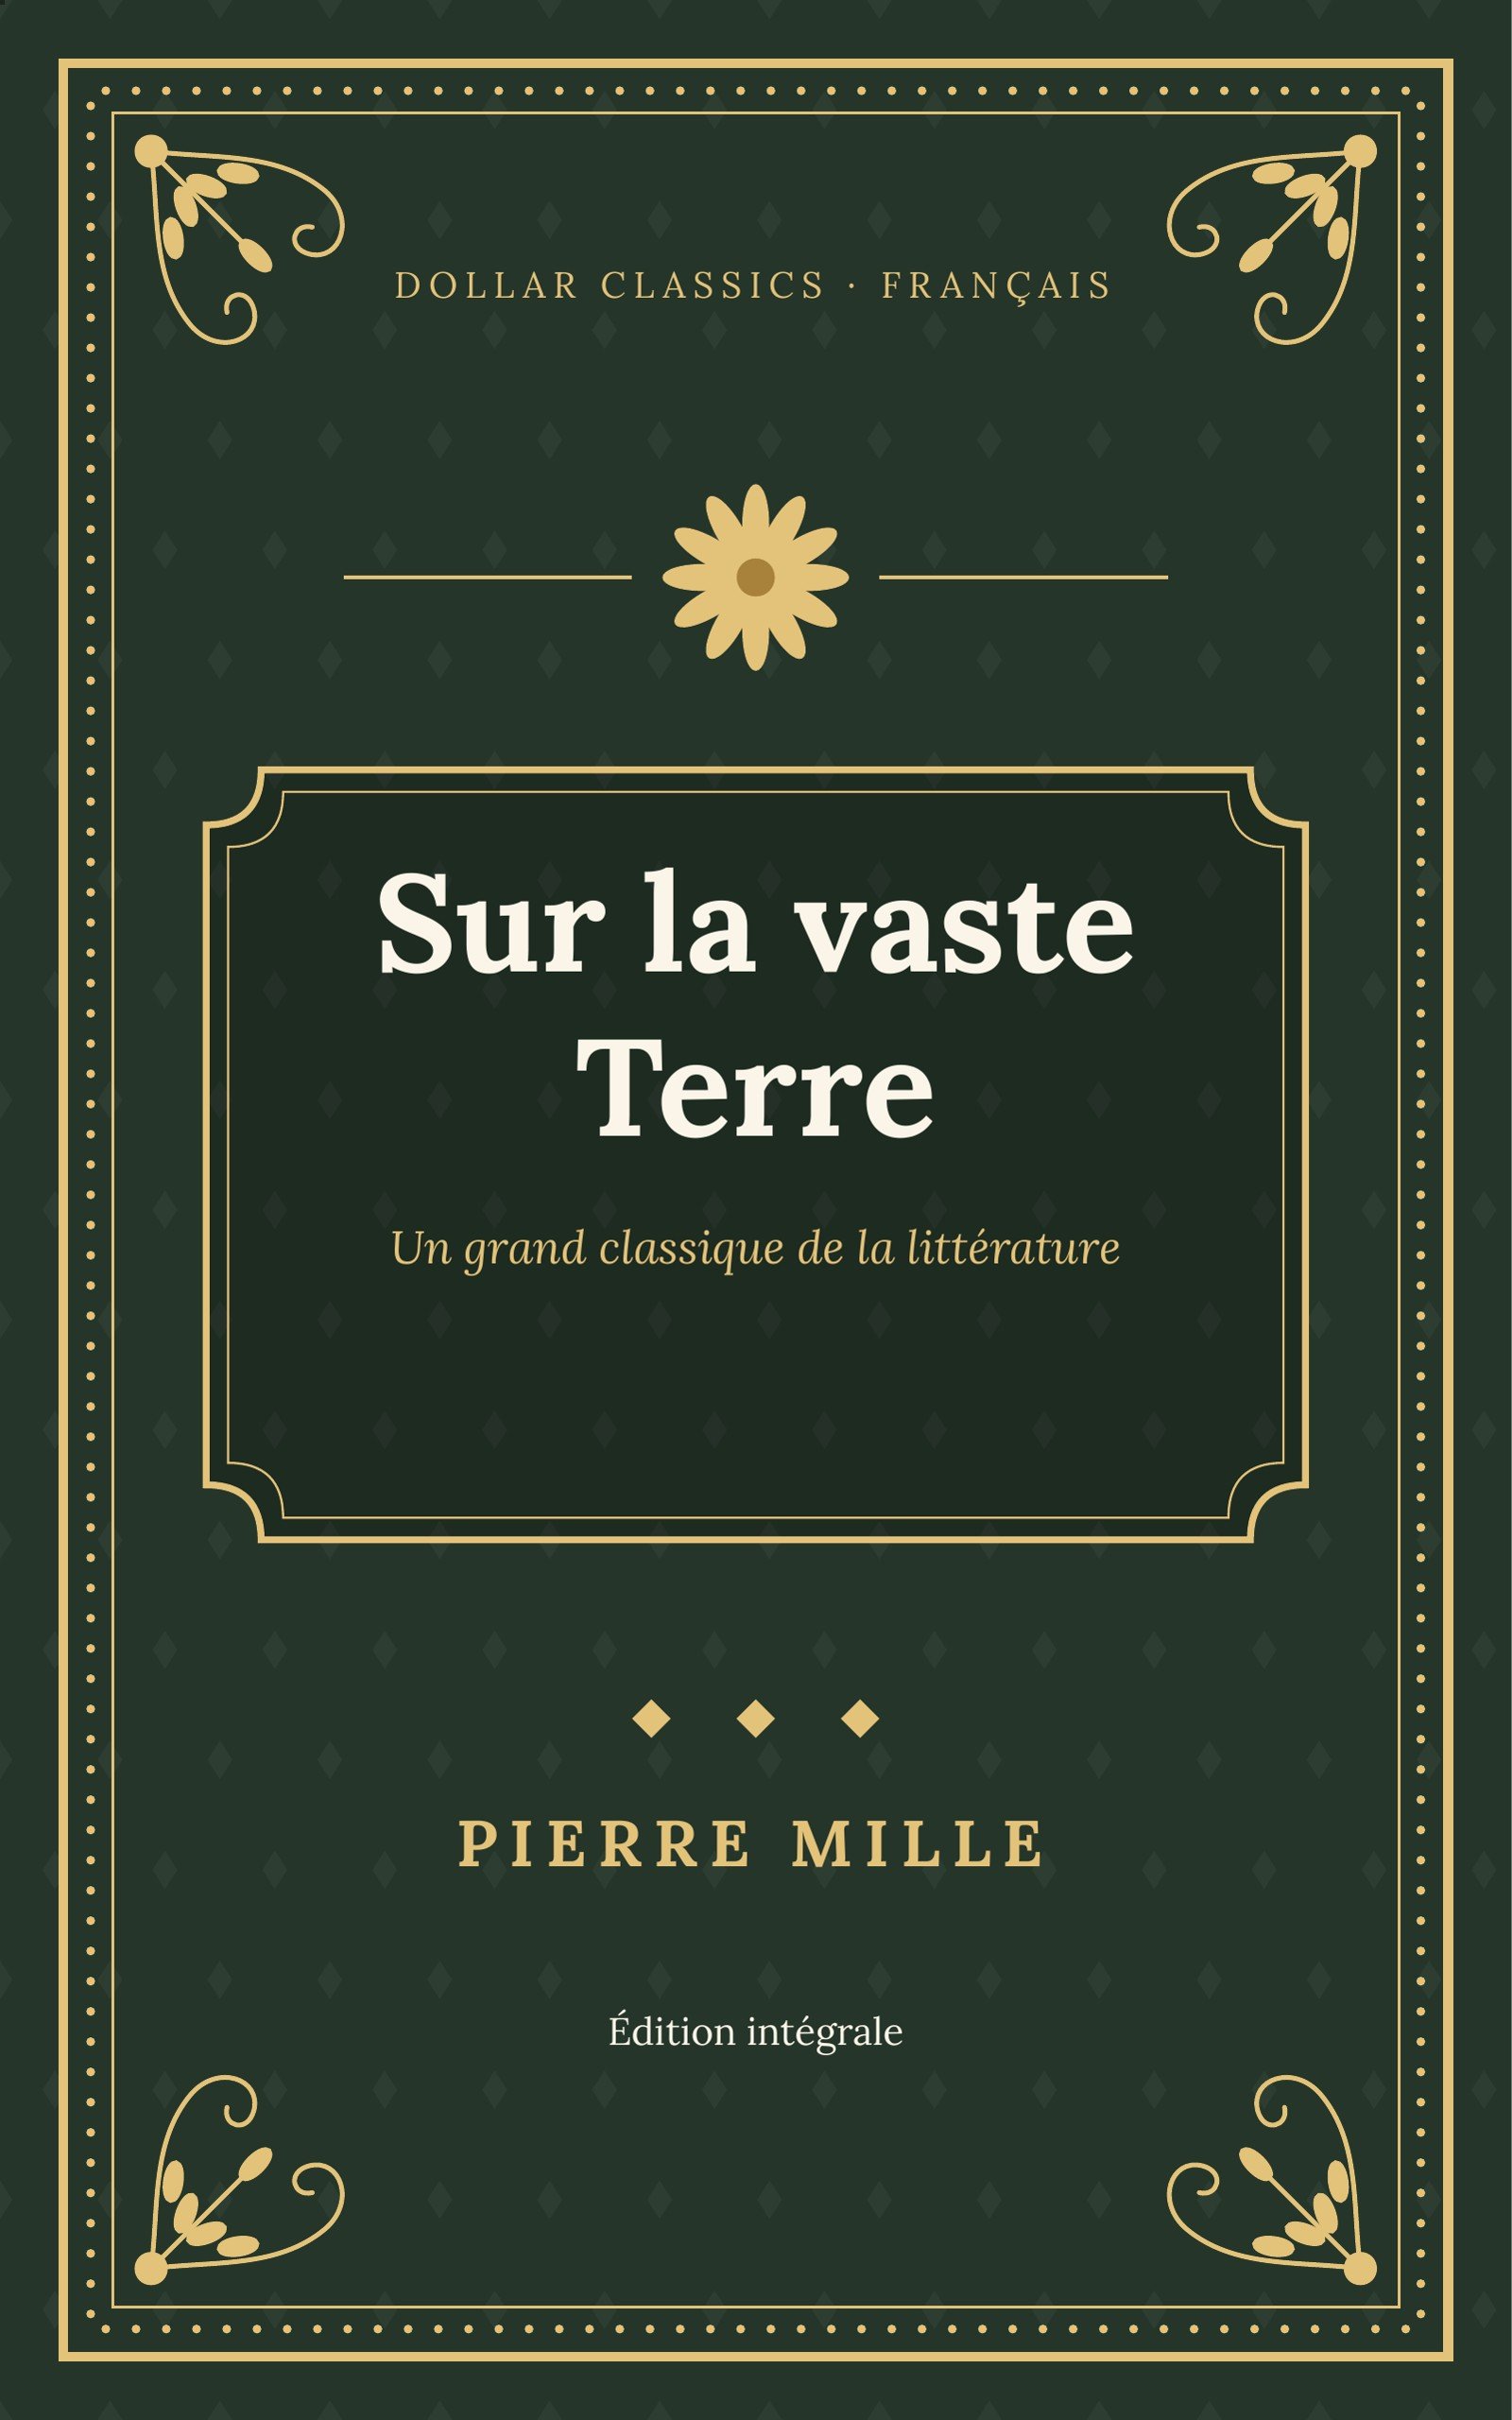 DOLLAR CLASSICS · FRANÇAIS
Sur la vaste
Terre
Un grand classique de la littérature
PIERRE MILLE
Édition intégrale